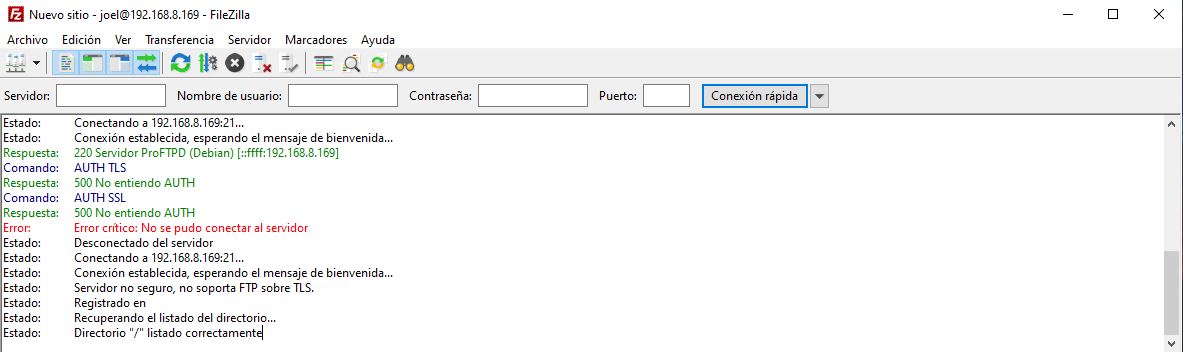 Nuevo sitio - joel@192.168.8.169 - FileZilla
Archivo Edición Ver Transferencia Servidor Marcadores Ayuda
Servidor: Nombre de usuario: Contraseña: Puerto: Conexión rápida
Estado: Conectando a 192.168.8.169:21...
Estado: Conexión establecida, esperando el mensaje de bienvenida...
Respuesta: 220 Servidor ProFTPD (Debian) [::ffff:192.168.8.169]
Comando: AUTH TLS
Respuesta: 500 No entiendo AUTH
Comando: AUTH SSL
Respuesta: 500 No entiendo AUTH
Error: Error crítico: No se pudo conectar al servidor
Estado: Desconectado del servidor
Estado: Conectando a 192.168.8.169:21...
Estado: Conexión establecida, esperando el mensaje de bienvenida...
Estado: Servidor no seguro, no soporta FTP sobre TLS.
Estado: Registrado en
Estado: Recuperando el listado del directorio...
Estado: Directorio "/" listado correctamente